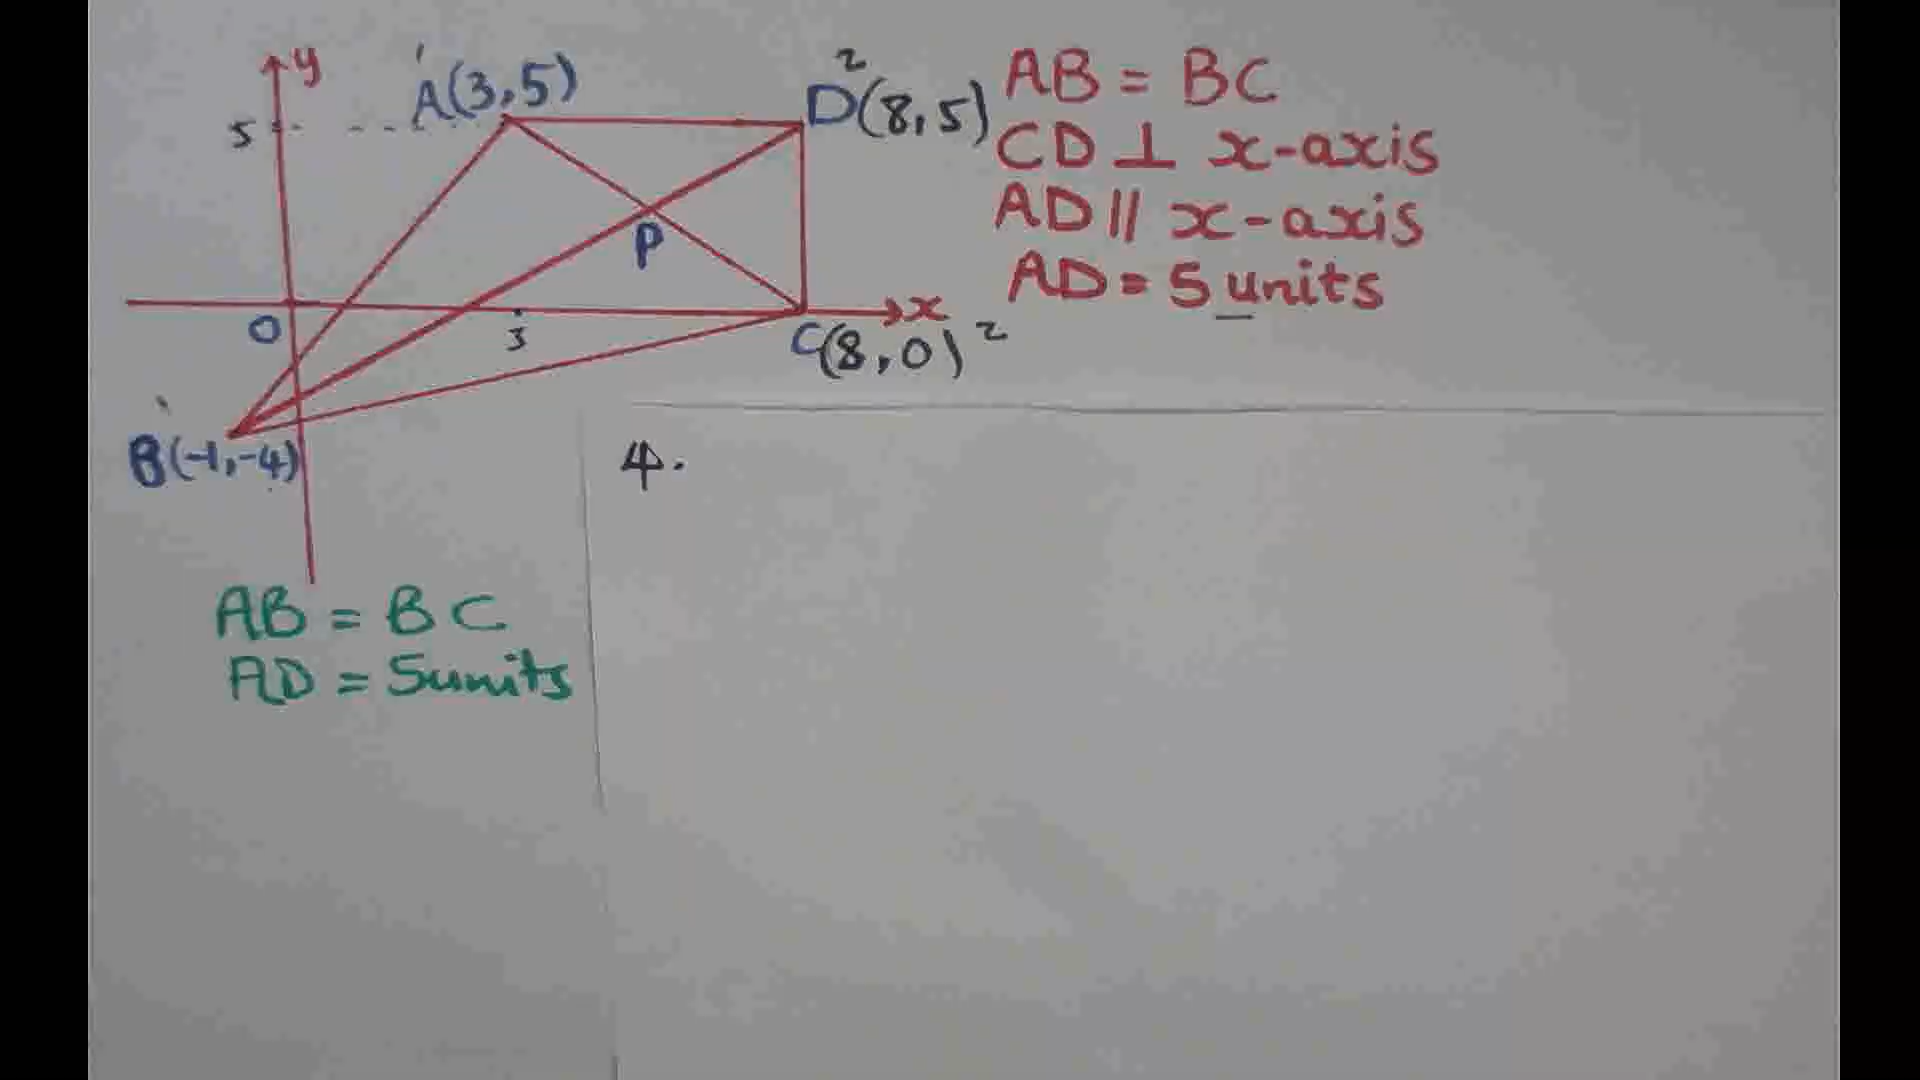 y
A(3,5)
D(8,5)
5
P
O
3
x
C(8,0)
B(-1,-4)
AB = BC
CD ⊥ x-axis
AD // x-axis
AD = 5 units
4.
AB = BC
AD = 5units